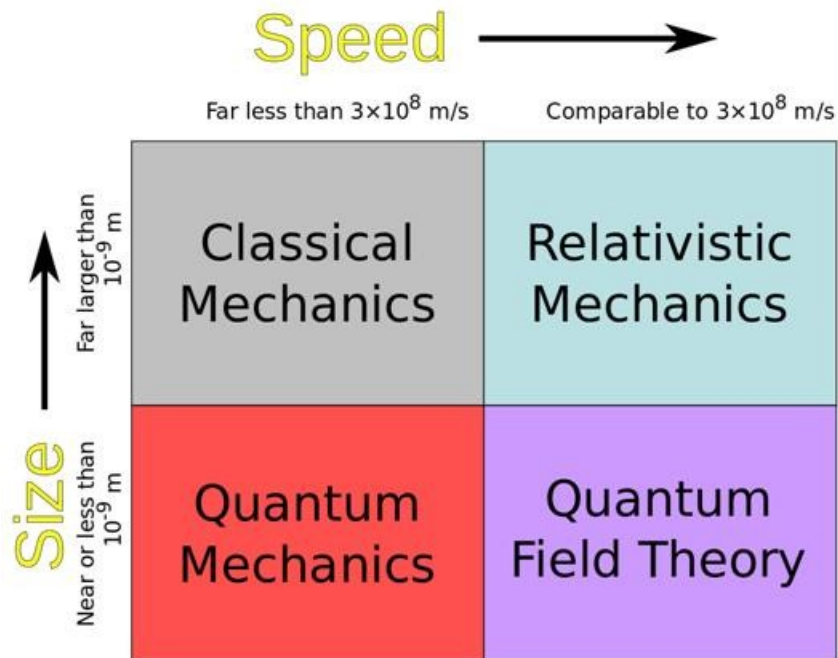 Speed
Far less than 3×10⁸ m/s
Comparable to 3×10⁸ m/s
Size
Far larger than
10⁻⁹ m
Classical
Mechanics
Relativistic
Mechanics
Near or less than
10⁻⁹ m
Quantum
Mechanics
Quantum
Field Theory